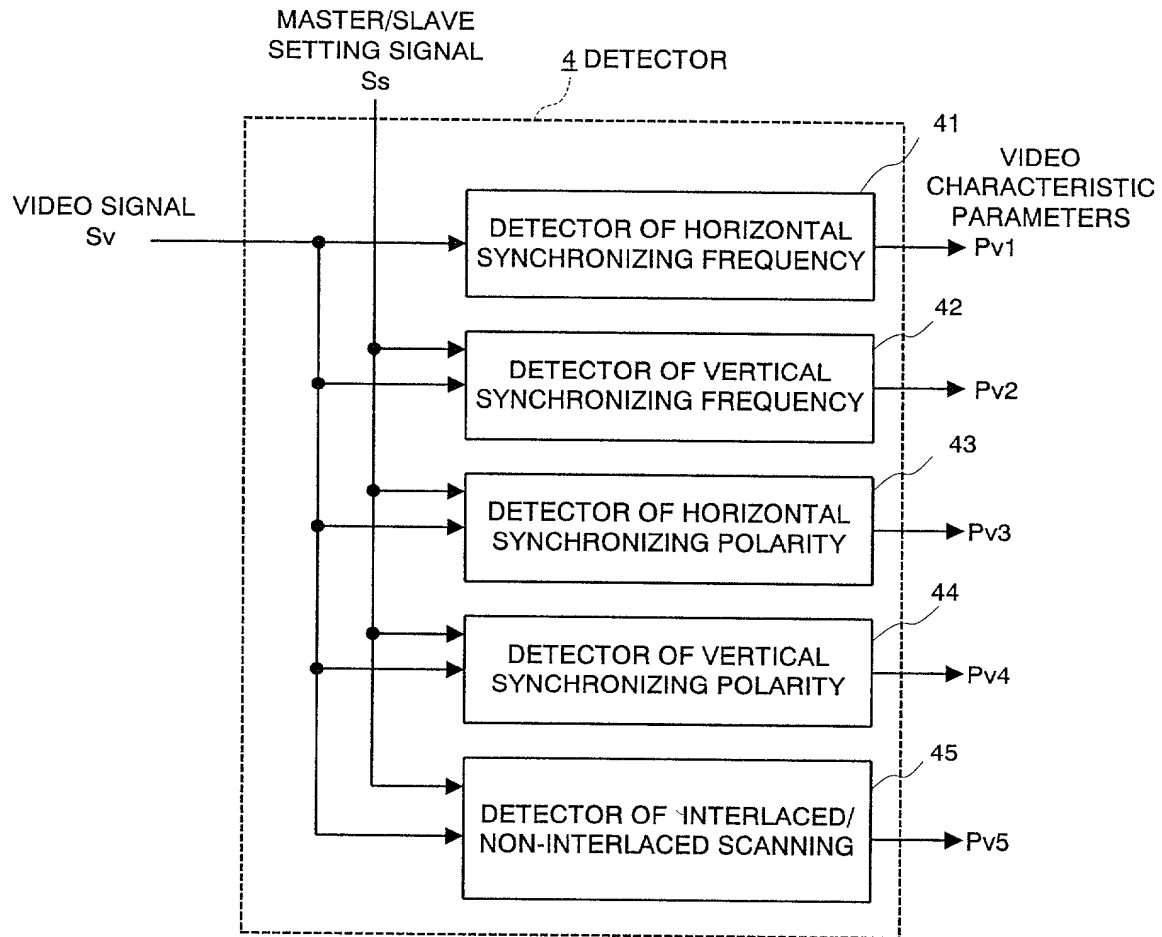 MASTER/SLAVE
SETTING SIGNAL
Ss
4 DETECTOR
41
VIDEO
CHARACTERISTIC
PARAMETERS
VIDEO SIGNAL
Sv
DETECTOR OF HORIZONTAL
SYNCHRONIZING FREQUENCY
Pv1
42
DETECTOR OF VERTICAL
SYNCHRONIZING FREQUENCY
Pv2
43
DETECTOR OF HORIZONTAL
SYNCHRONIZING POLARITY
Pv3
44
DETECTOR OF VERTICAL
SYNCHRONIZING POLARITY
Pv4
45
DETECTOR OF INTERLACED/
NON-INTERLACED SCANNING
Pv5